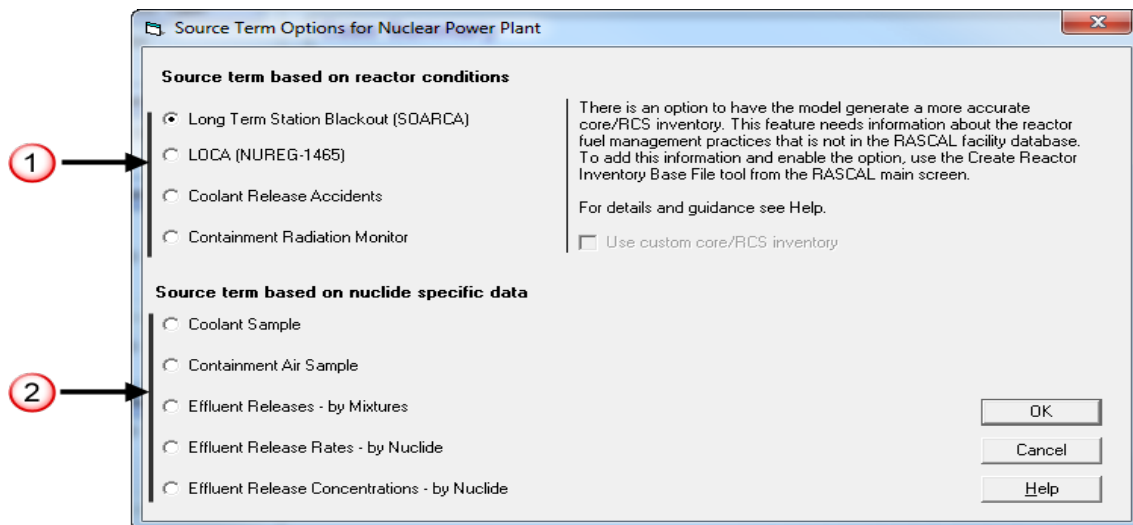 Source Term Options for Nuclear Power Plant
x
Source term based on reactor conditions
Long Term Station Blackout (SOARCA)
LOCA (NUREG-1465)
Coolant Release Accidents
Containment Radiation Monitor
There is an option to have the model generate a more accurate
core/RCS inventory. This feature needs information about the reactor
fuel management practices that is not in the RASCAL facility database.
To add this information and enable the option, use the Create Reactor
Inventory Base File tool from the RASCAL main screen.
For details and guidance see Help.
Use custom core/RCS inventory
1
Source term based on nuclide specific data
Coolant Sample
Containment Air Sample
Effluent Releases - by Mixtures
Effluent Release Rates - by Nuclide
Effluent Release Concentrations - by Nuclide
2
OK
Cancel
Help